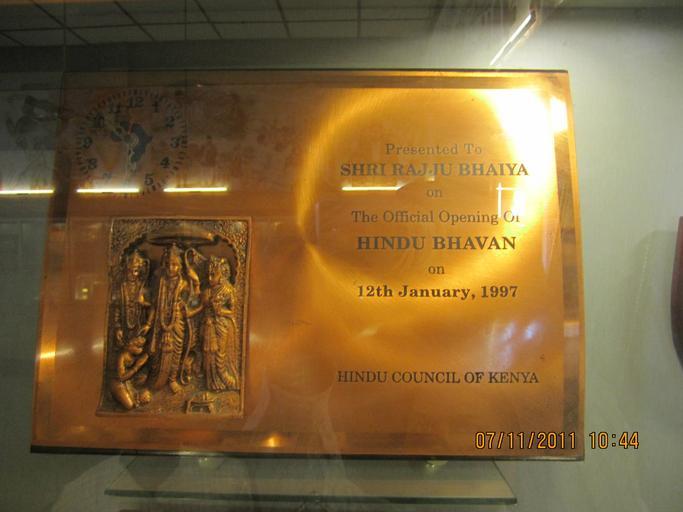 Presented To
SHRI RAJJU BHAIYA
on
The Official Opening Of
HINDU BHAVAN
on
12th January, 1997
HINDU COUNCIL OF KENYA
07/11/2011 10:44